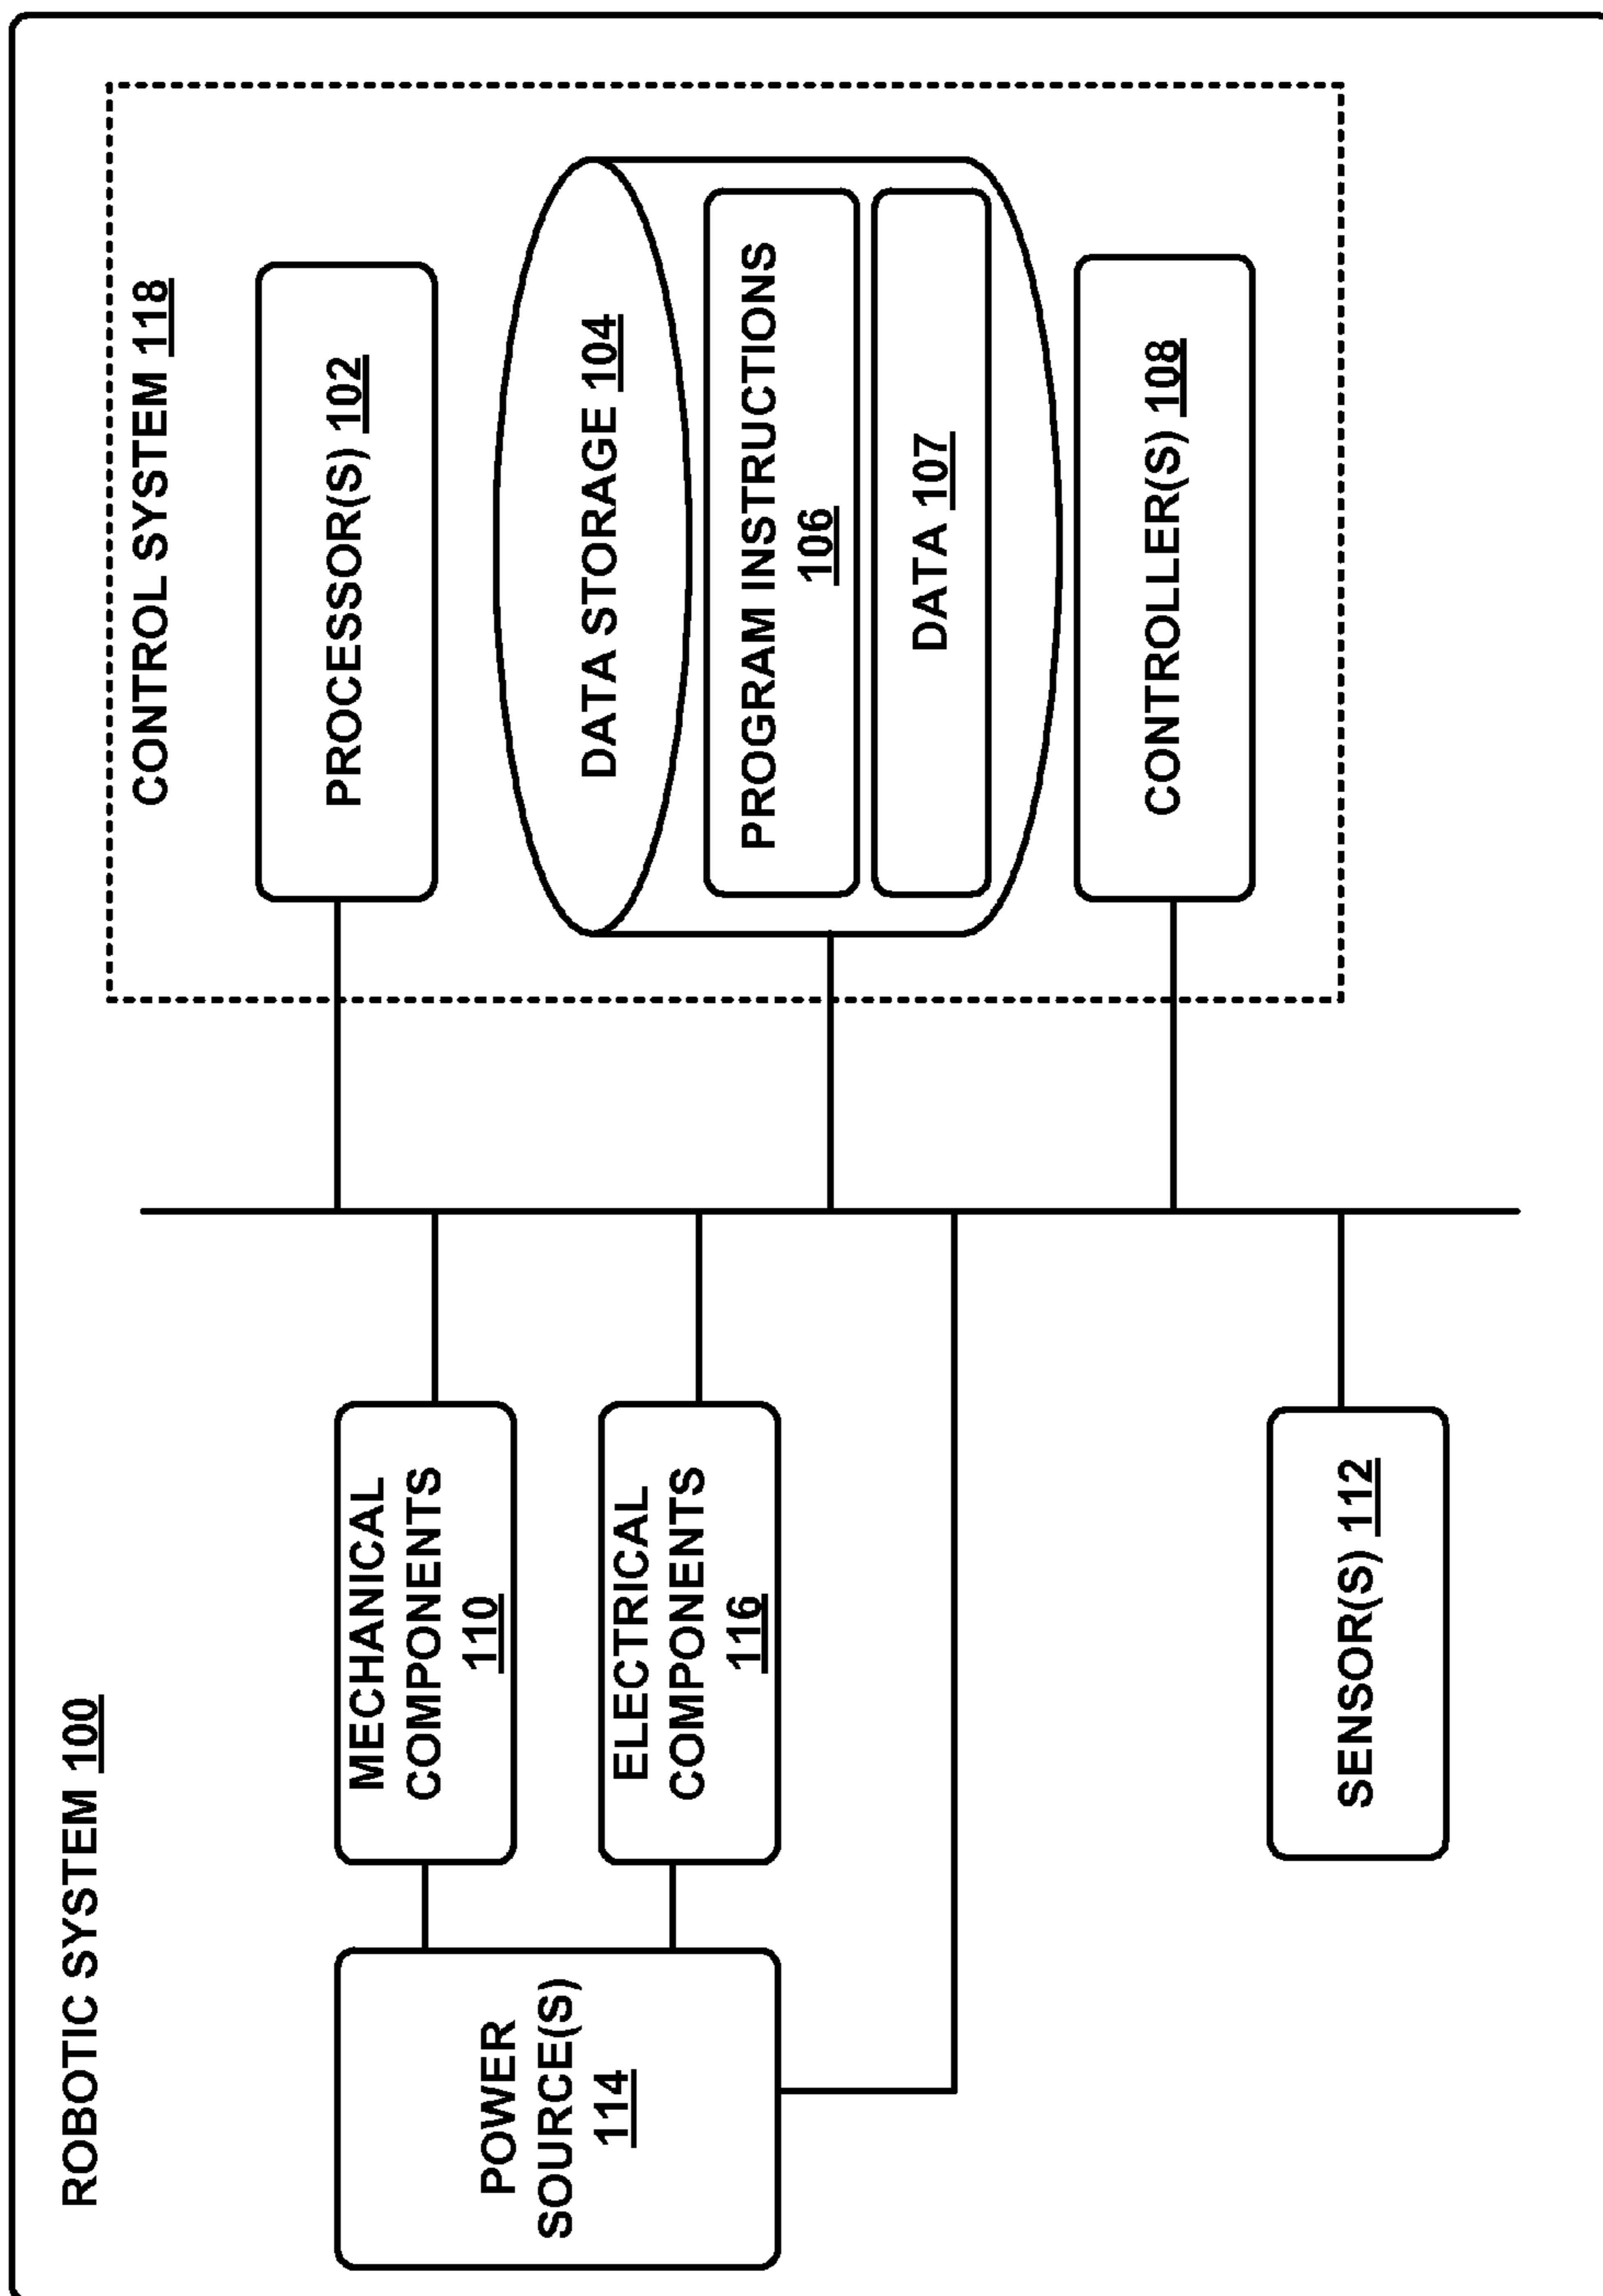 ROBOTIC SYSTEM 100
POWER
SOURCE(S)
114
MECHANICAL
COMPONENTS
110
ELECTRICAL
COMPONENTS
116
SENSOR(S) 112
CONTROL SYSTEM 118
PROCESSOR(S) 102
DATA STORAGE 104
PROGRAM INSTRUCTIONS
106
DATA 107
CONTROLLER(S) 108